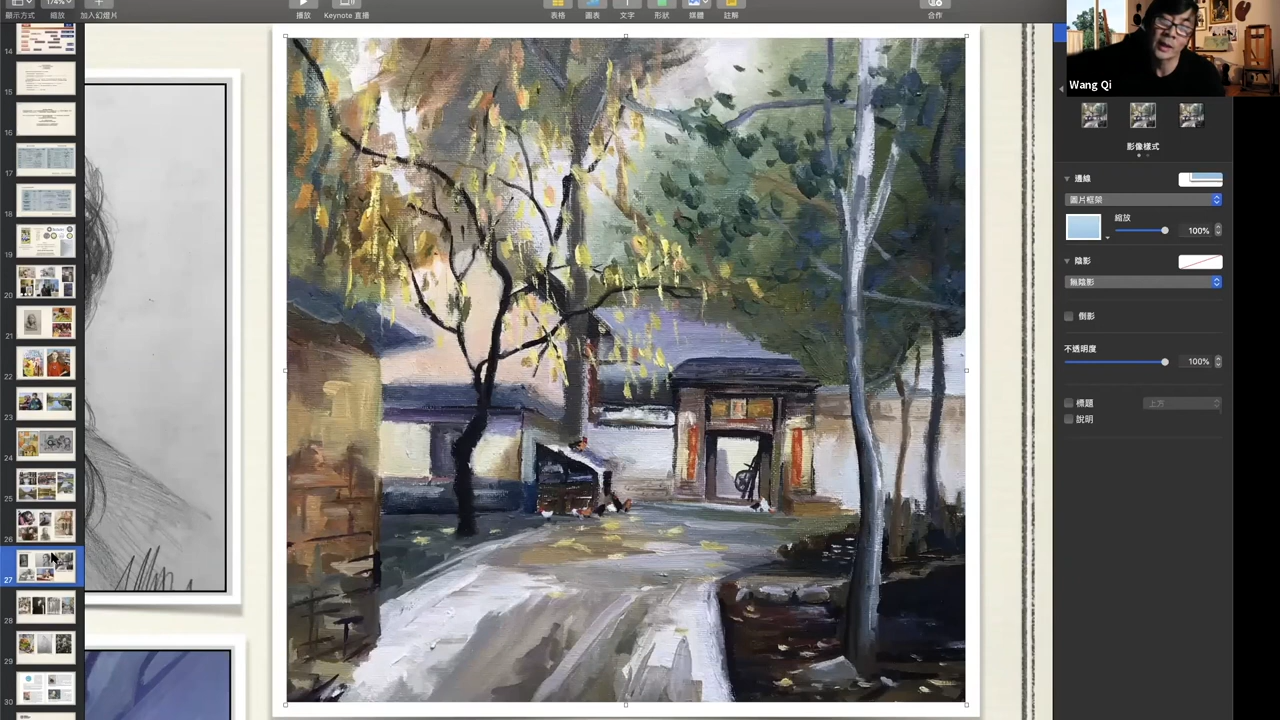 顯示方式
174%
縮放
加入幻燈片
播放
Keynote 直播
表格
圖表
文字
形狀
媒體
註解
合作
Wang Qi
14
15
16
17
18
19
20
21
22
23
24
25
26
27
28
29
30
影像樣式
邊線
圖片框架
縮放
100%
陰影
無陰影
倒影
不透明度
100%
標題
上方
說明